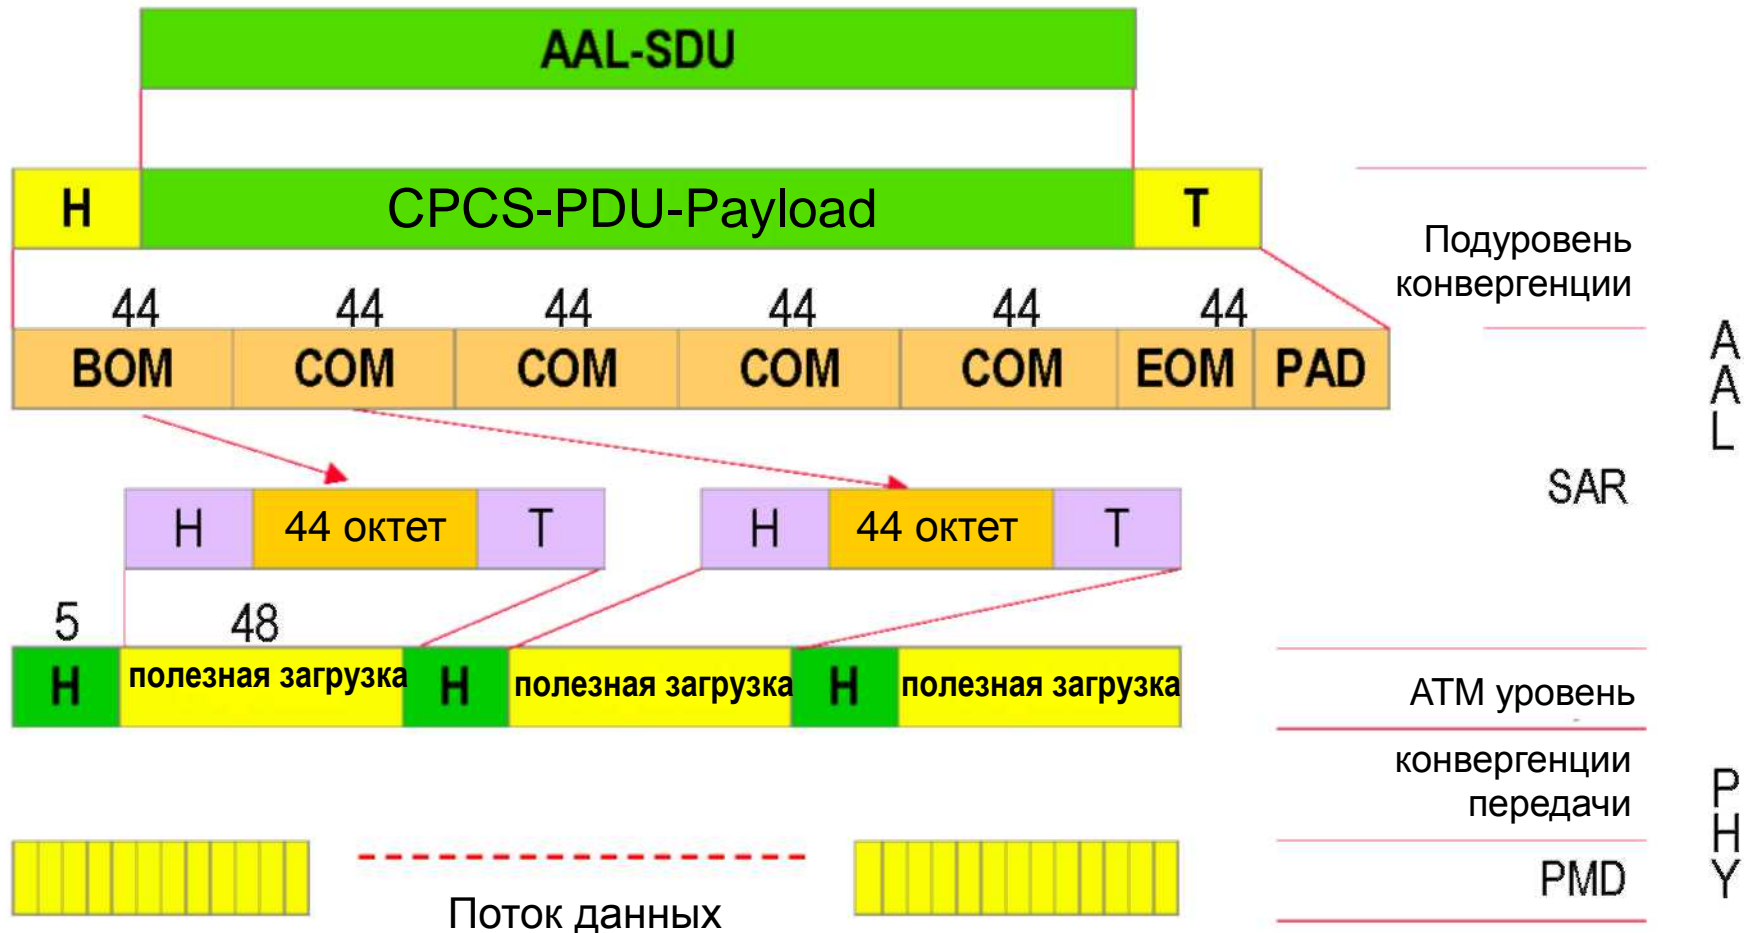 AAL-SDU
H CPCS-PDU-Payload T
Подуровень
конвергенции
44 44 44 44 44 44
BOM COM COM COM COM EOM PAD
A
A
L
SAR
H 44 октет T H 44 октет T
5 48
H полезная загрузка H полезная загрузка H полезная загрузка
АТМ уровень
конвергенции
передачи
P
H
Y
PMD
Поток данных